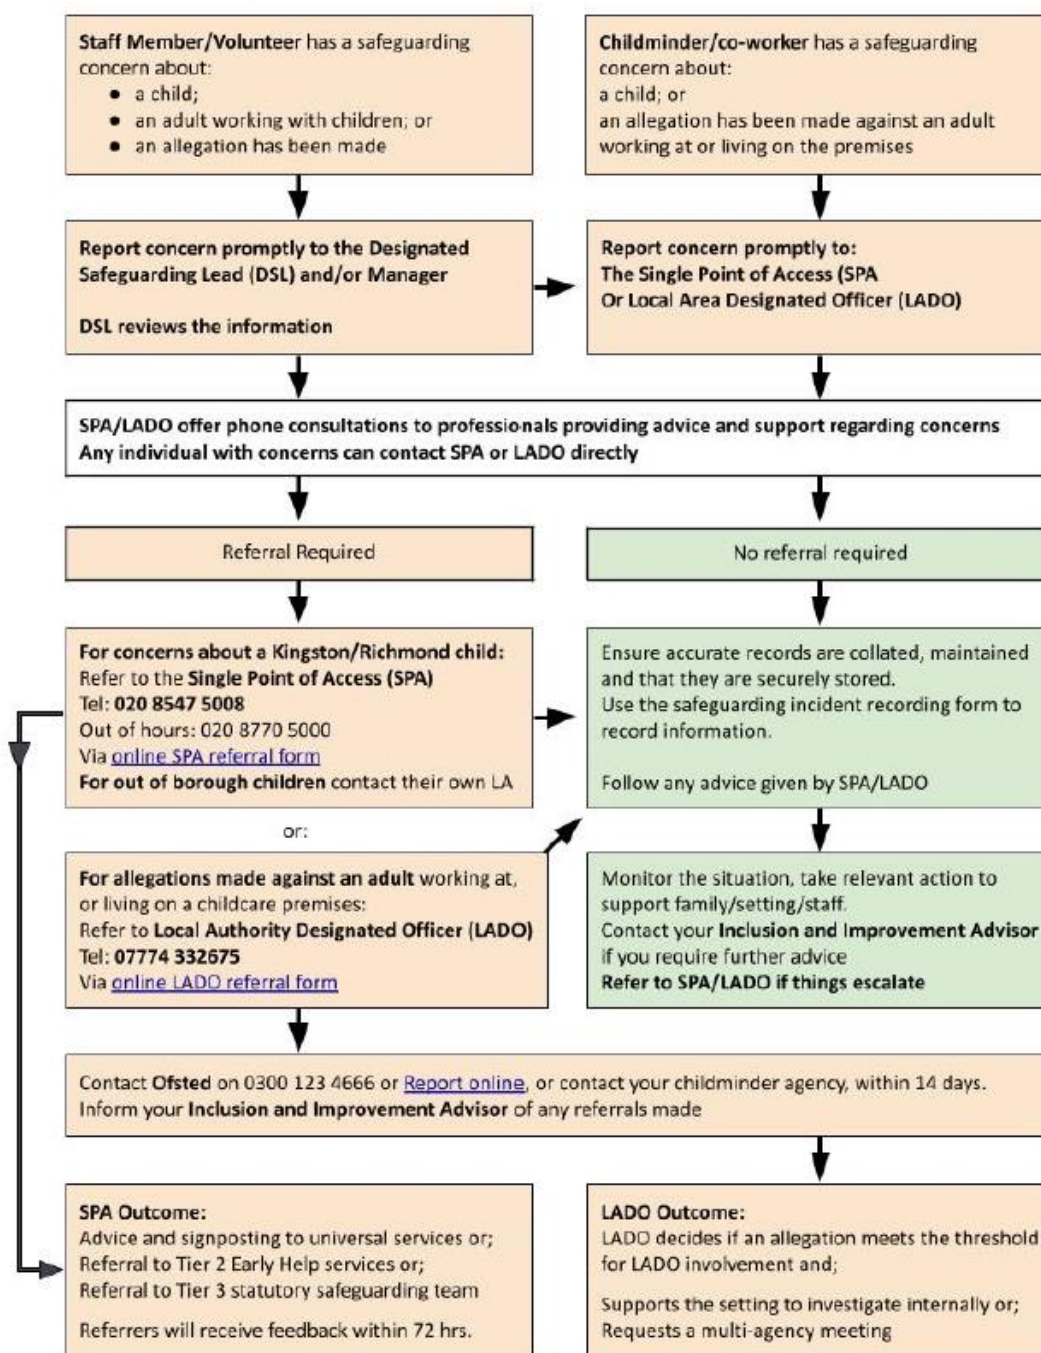 Staff Member/Volunteer has a safeguarding
concern about:
● a child;
● an adult working with children; or
● an allegation has been made
Childminder/co-worker has a safeguarding
concern about:
a child; or
an allegation has been made against an adult
working at or living on the premises
Report concern promptly to the Designated
Safeguarding Lead (DSL) and/or Manager
DSL reviews the information
Report concern promptly to:
The Single Point of Access (SPA
Or Local Area Designated Officer (LADO)
SPA/LADO offer phone consultations to professionals providing advice and support regarding concerns
Any individual with concerns can contact SPA or LADO directly
Referral Required
No referral required
For concerns about a Kingston/Richmond child:
Refer to the Single Point of Access (SPA)
Tel: 020 8547 5008
Out of hours: 020 8770 5000
Via online SPA referral form
For out of borough children contact their own LA
Ensure accurate records are collated, maintained
and that they are securely stored.
Use the safeguarding incident recording form to
record information.
Follow any advice given by SPA/LADO
or:
For allegations made against an adult working at,
or living on a childcare premises:
Refer to Local Authority Designated Officer (LADO)
Tel: 07774 332675
Via online LADO referral form
Monitor the situation, take relevant action to
support family/setting/staff.
Contact your Inclusion and Improvement Advisor
if you require further advice
Refer to SPA/LADO if things escalate
Contact Ofsted on 0300 123 4666 or Report online, or contact your childminder agency, within 14 days.
Inform your Inclusion and Improvement Advisor of any referrals made
SPA Outcome:
Advice and signposting to universal services or;
Referral to Tier 2 Early Help services or;
Referral to Tier 3 statutory safeguarding team
Referrers will receive feedback within 72 hrs.
LADO Outcome:
LADO decides if an allegation meets the threshold
for LADO involvement and;
Supports the setting to investigate internally or;
Requests a multi-agency meeting